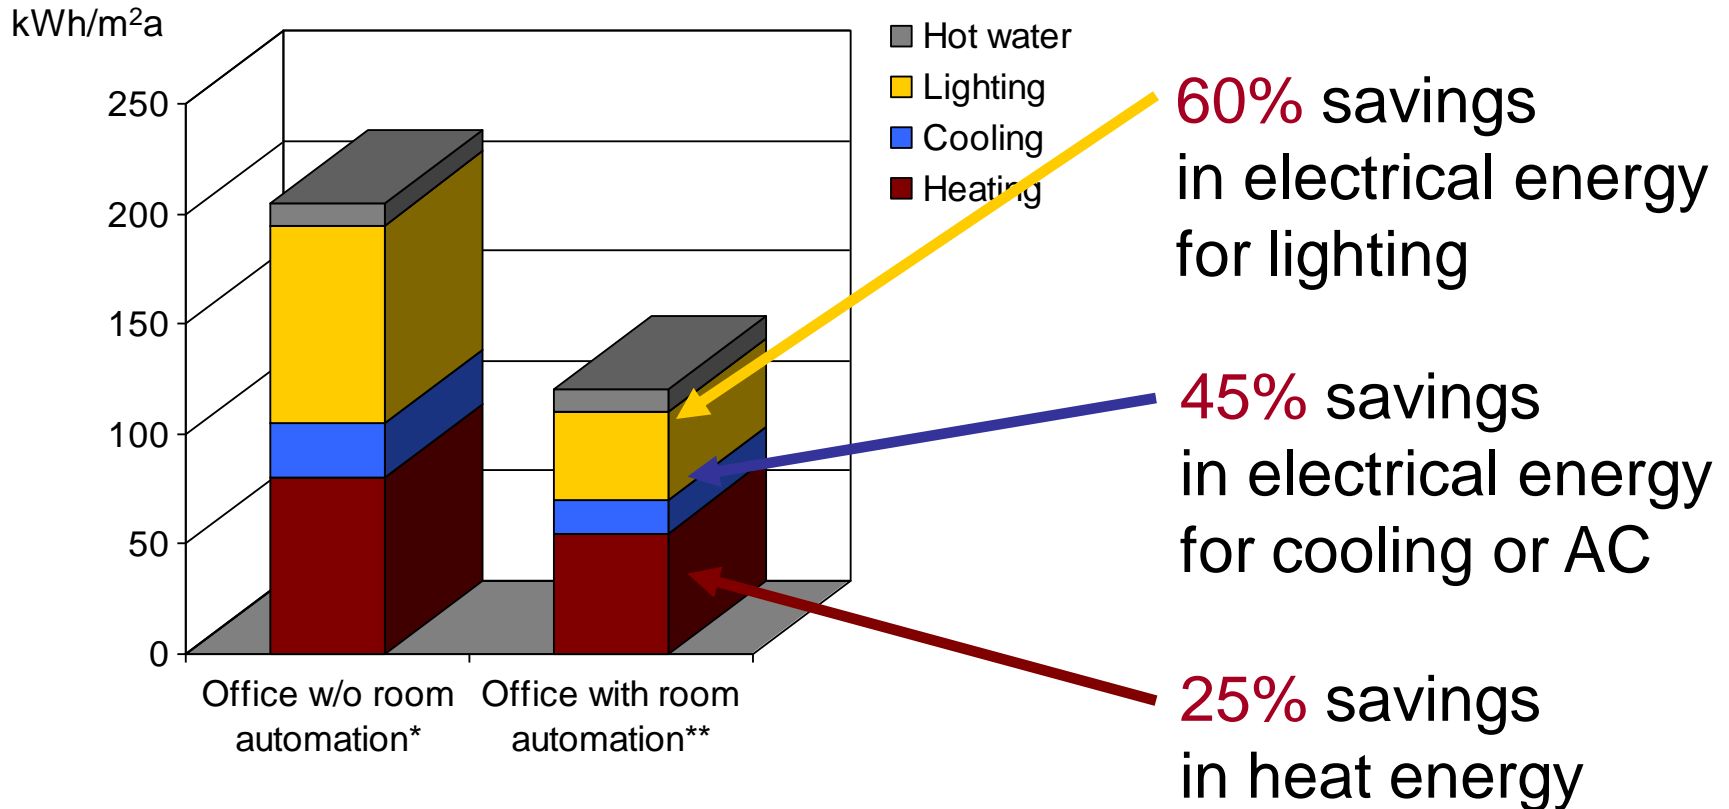 kWh/m²a
250
200
150
100
50
0
Office w/o room
automation*
Office with room
automation**
Hot water
Lighting
Cooling
Heating
60% savings
in electrical energy
for lighting
45% savings
in electrical energy
for cooling or AC
25% savings
in heat energy